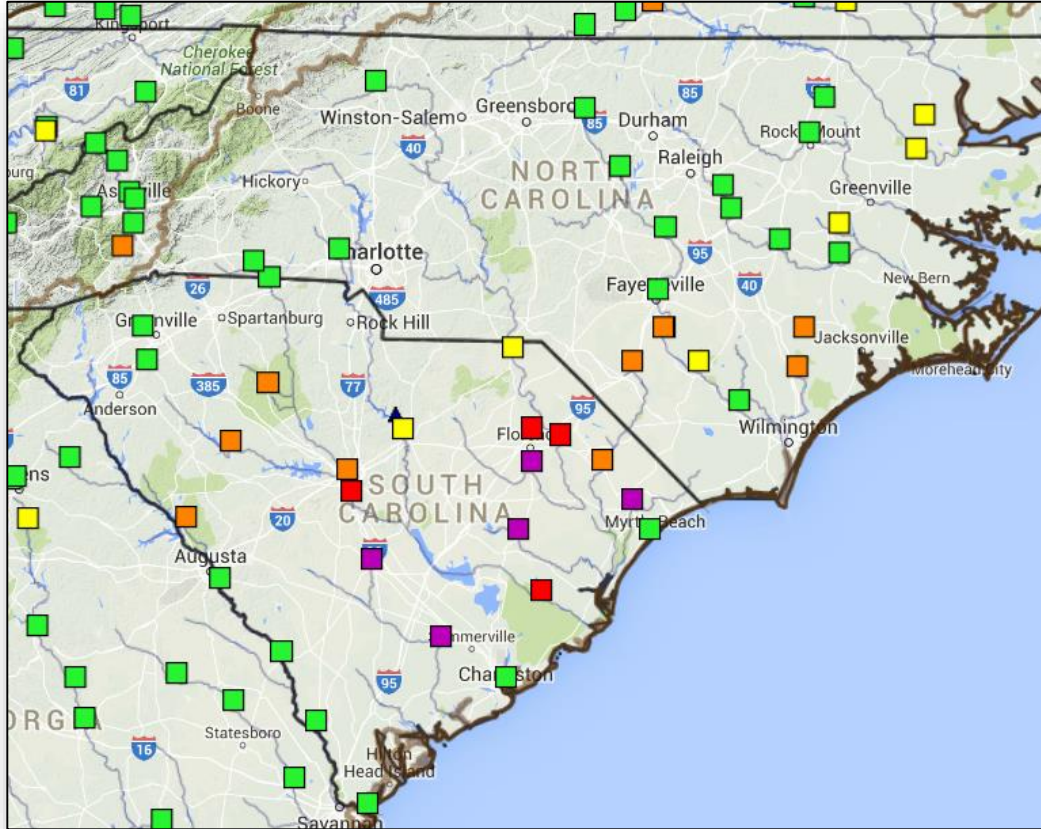 Kingsport
Cherokee
National Forest
81
Boone
Winston-Salem
Greensboro
85
85
Durham
Rocky Mount
40
Raleigh
NORTH
CAROLINA
Hickory
Greenville
Asheville
burg
Charlotte
95
New Bern
26
485
Fayetteville
40
Greenville
Spartanburg
Rock Hill
Jacksonville
Morehead City
85
385
77
95
Anderson
Florence
Wilmington
ens
SOUTH
CAROLINA
20
Myrtle Beach
Augusta
Summerville
Charleston
95
ORGIA
Statesboro
16
Hilton
Head Island
Savannah